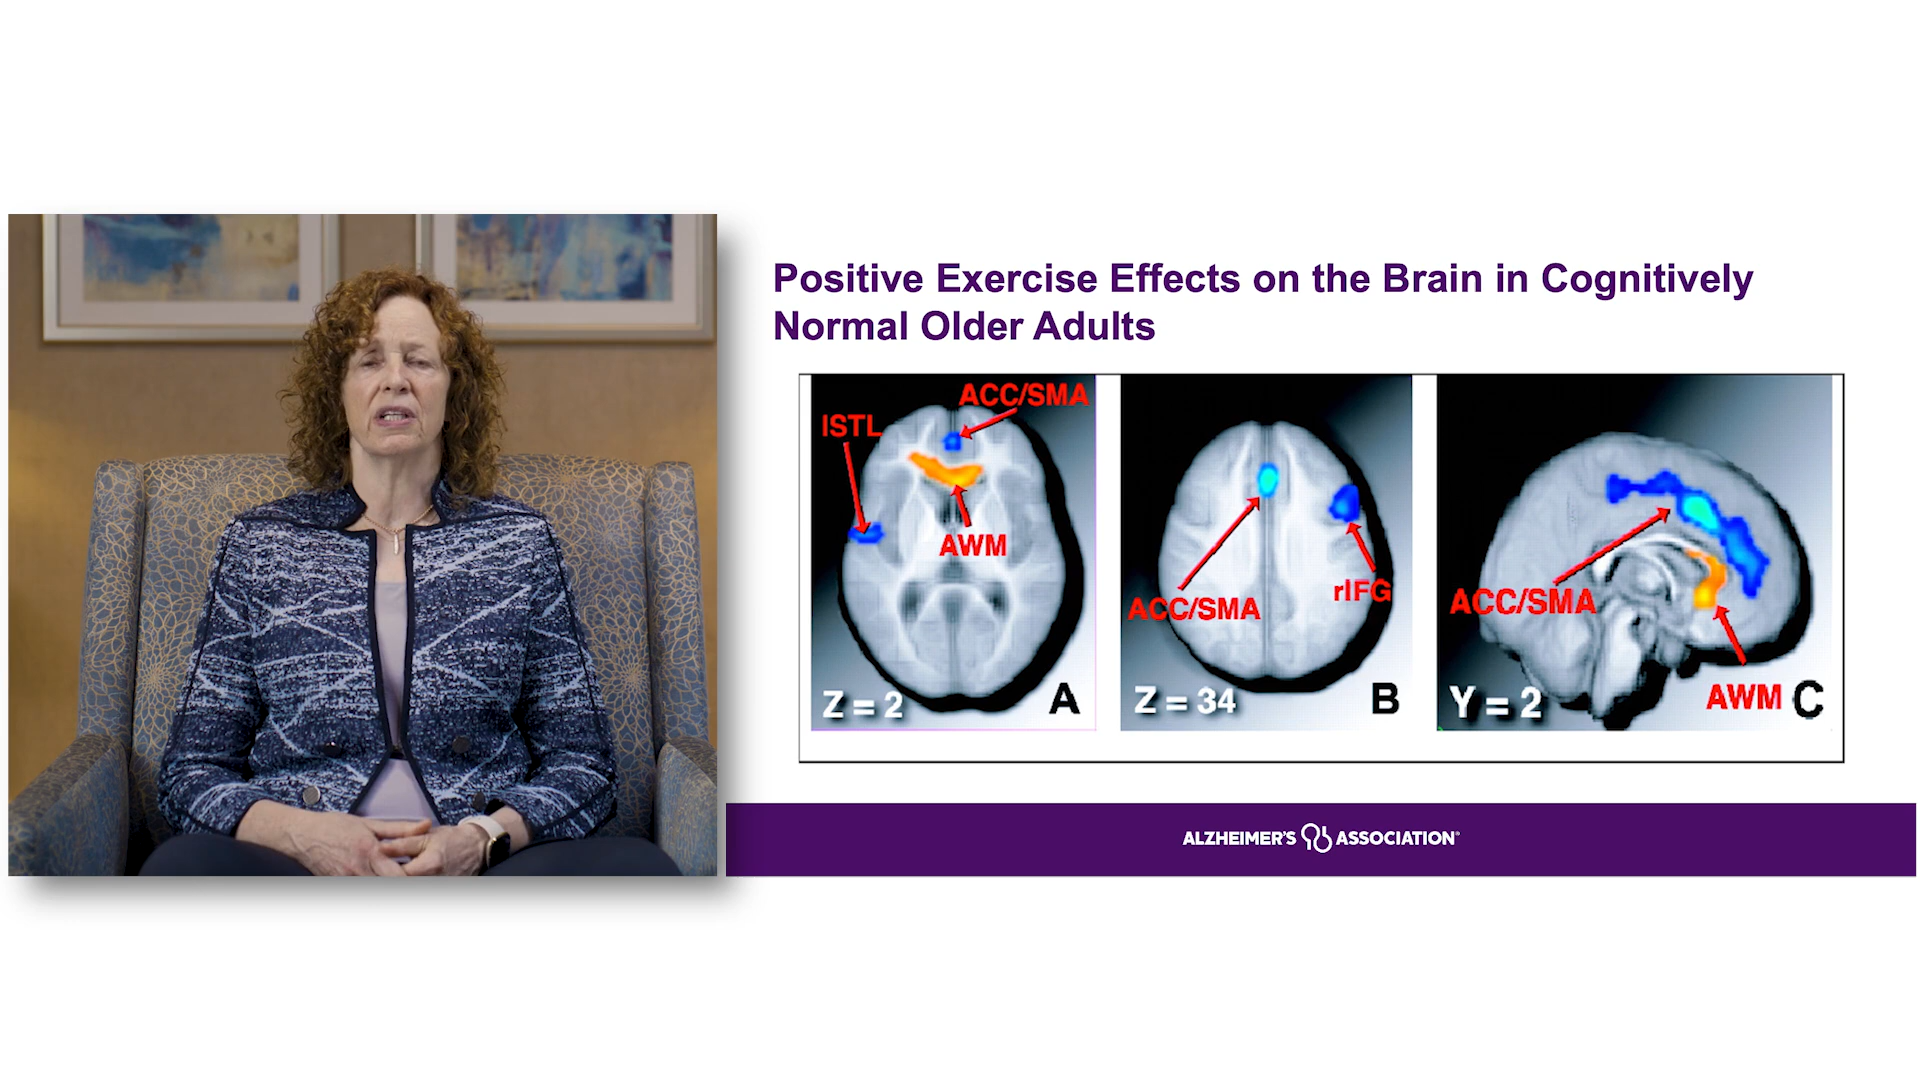 Positive Exercise Effects on the Brain in Cognitively
Normal Older Adults
ACC/SMA
lSTL
AWM
Z = 2
A
ACC/SMA
rIFG
Z = 34
B
ACC/SMA
AWM
Y = 2
C
ALZHEIMER'S ASSOCIATION®